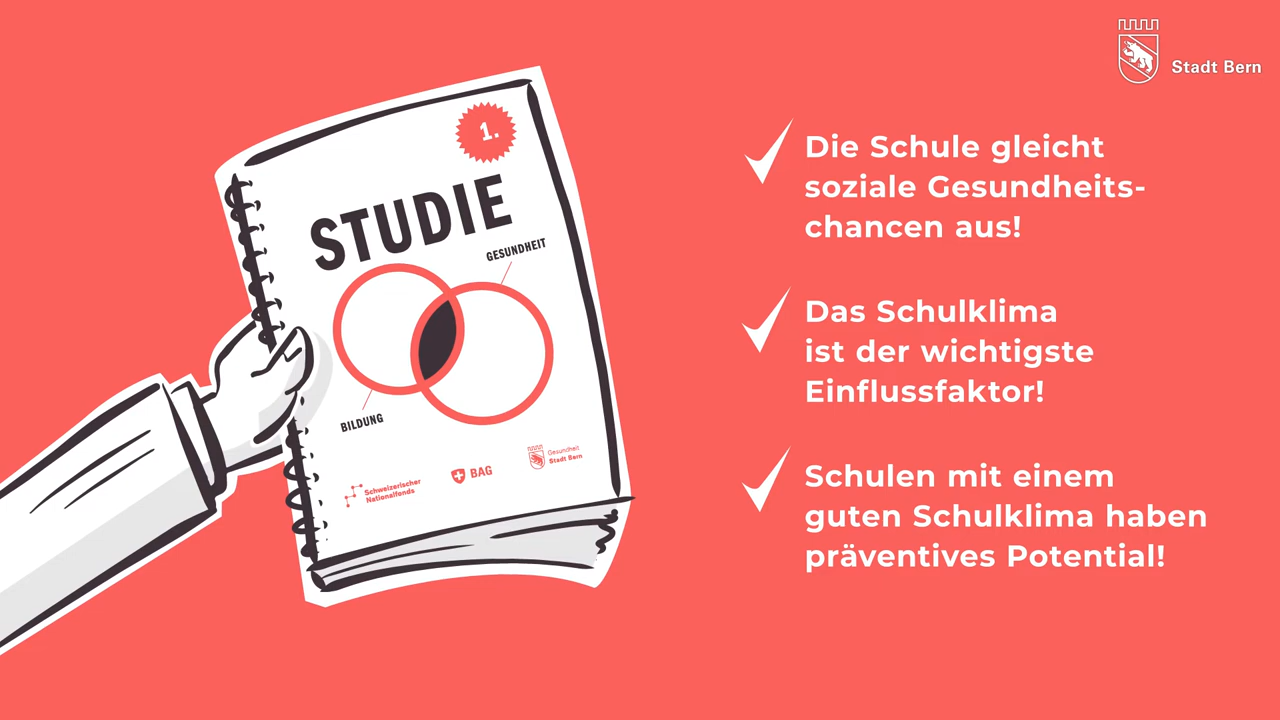 Stadt Bern
1.
STUDIE
GESUNDHEIT
BILDUNG
Schweizerischer
Nationalfonds
BAG
Gesundheit
Stadt Bern
Die Schule gleicht
soziale Gesundheits-
chancen aus!
Das Schulklima
ist der wichtigste
Einflussfaktor!
Schulen mit einem
guten Schulklima haben
präventives Potential!